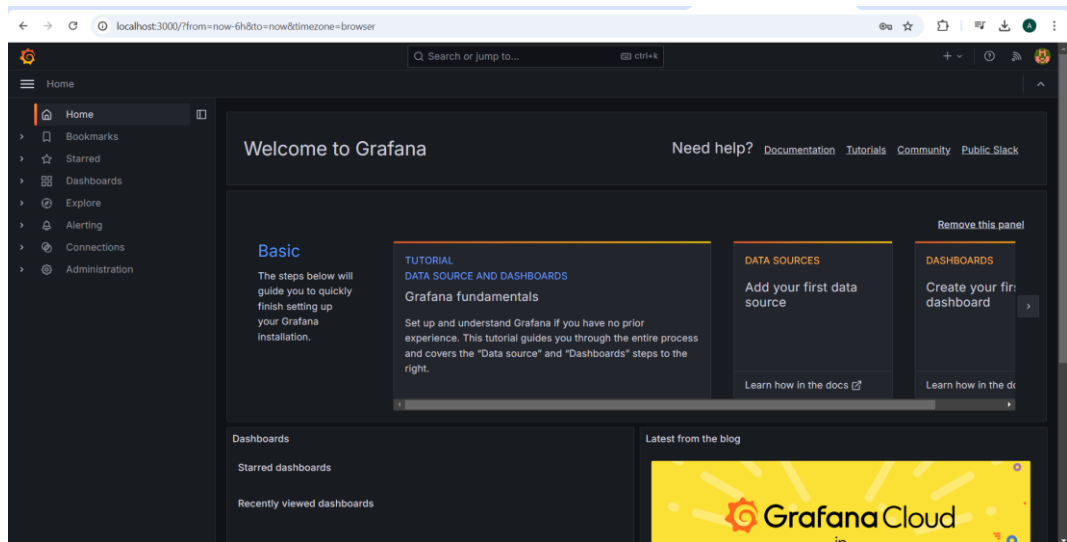 localhost:3000/?from=now-6h&to=now&timezone=browser
A
Search or jump to...
ctrl+k
Home
Home
Bookmarks
Starred
Dashboards
Explore
Alerting
Connections
Administration
Welcome to Grafana
Need help? Documentation Tutorials Community Public Slack
Remove this panel
Basic
The steps below will
guide you to quickly
finish setting up
your Grafana
installation.
TUTORIAL
DATA SOURCE AND DASHBOARDS
Grafana fundamentals
Set up and understand Grafana if you have no prior
experience. This tutorial guides you through the entire process
and covers the “Data source” and “Dashboards” steps to the
right.
DATA SOURCES
Add your first data
source
Learn how in the docs
DASHBOARDS
Create your
dashboard
Learn how in the
Dashboards
Starred dashboards
Recently viewed dashboards
Latest from the blog
Grafana Cloud
in